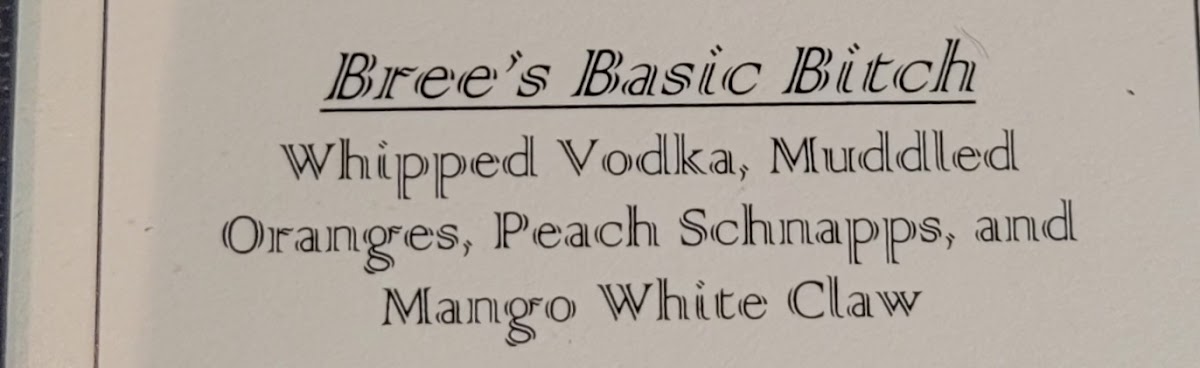 Bree's Basic Bitch
Whipped Vodka, Muddled
Oranges, Peach Schnapps, and
Mango White Claw